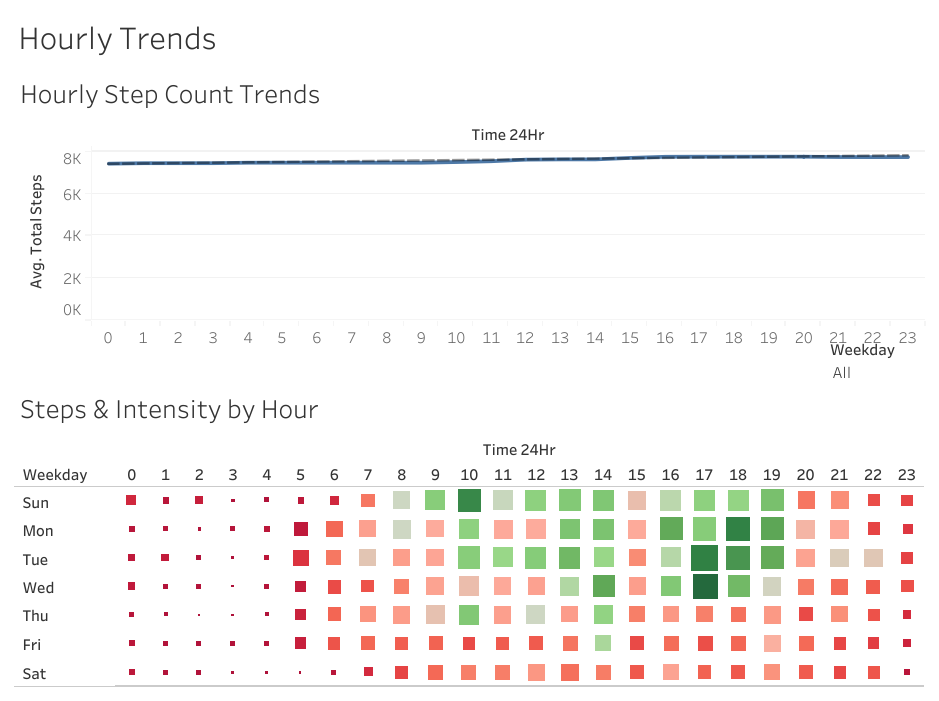 Hourly Trends
Hourly Step Count Trends
Time 24Hr
Avg. Total Steps
8K
6K
4K
2K
0K
0 1 2 3 4 5 6 7 8 9 10 11 12 13 14 15 16 17 18 19 20 21 22 23
Weekday
All
Steps & Intensity by Hour
Time 24Hr
Weekday 0 1 2 3 4 5 6 7 8 9 10 11 12 13 14 15 16 17 18 19 20 21 22 23
Sun
Mon
Tue
Wed
Thu
Fri
Sat